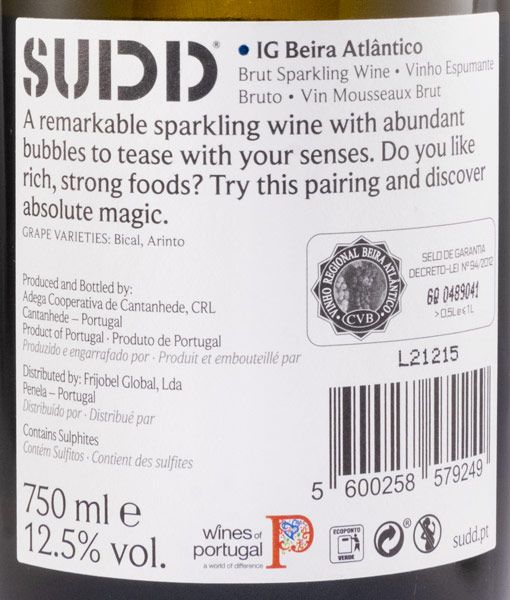 SUDD®
• IG Beira Atlântico
Brut Sparkling Wine • Vinho Espumante
Bruto • Vin Mousseaux Brut
A remarkable sparkling wine with abundant
bubbles to tease with your senses. Do you like
rich, strong foods? Try this pairing and discover
absolute magic.
GRAPE VARIETIES: Bical, Arinto
VINHO REGIONAL BEIRA ATLÂNTICO
• CVB •
SELO DE GARANTIA
DECRETO-LEI Nº 94/2012
6Q 0489041
> 0,5L e ≤ 1L
L21215
Produced and Bottled by:
Adega Cooperativa de Cantanhede, CRL
Cantanhede – Portugal
Product of Portugal · Produto de Portugal
Produzido e engarrafado por · Produit et embouteillé par
Distributed by: Frijobel Global, Lda
Penela – Portugal
Distribuído por · Distribué par
Contains Sulphites
Contém Sulfitos · Contient des sulfites
5 600258 579249
750 ml e
12.5% vol.
wines of
portugal
a world of difference
P
ECOPONTO
VERDE
®
sudd.pt